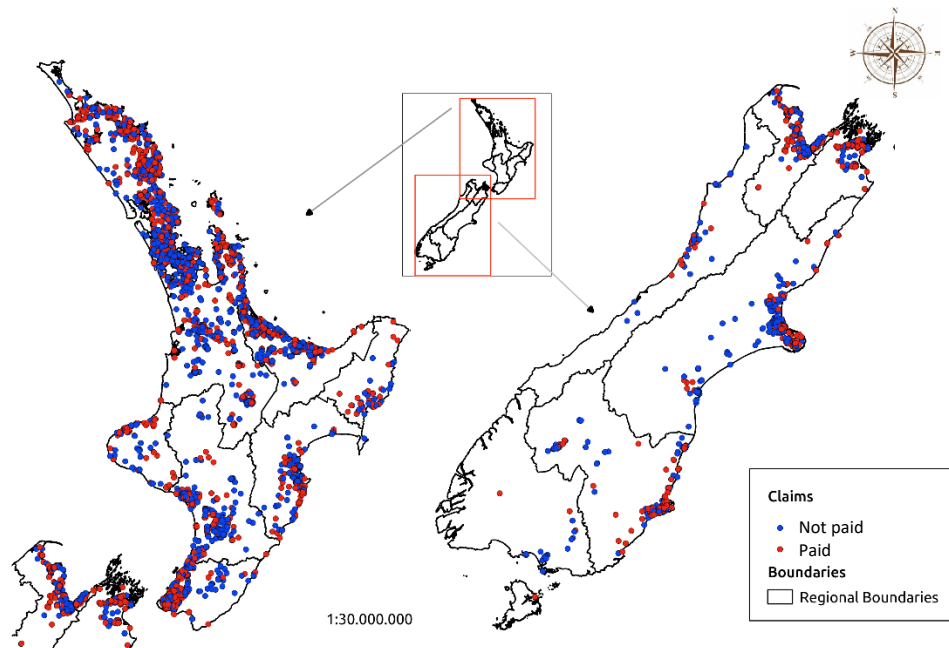 N
W
E
S
Claims
Not paid
Paid
Boundaries
Regional Boundaries
1:30.000.000